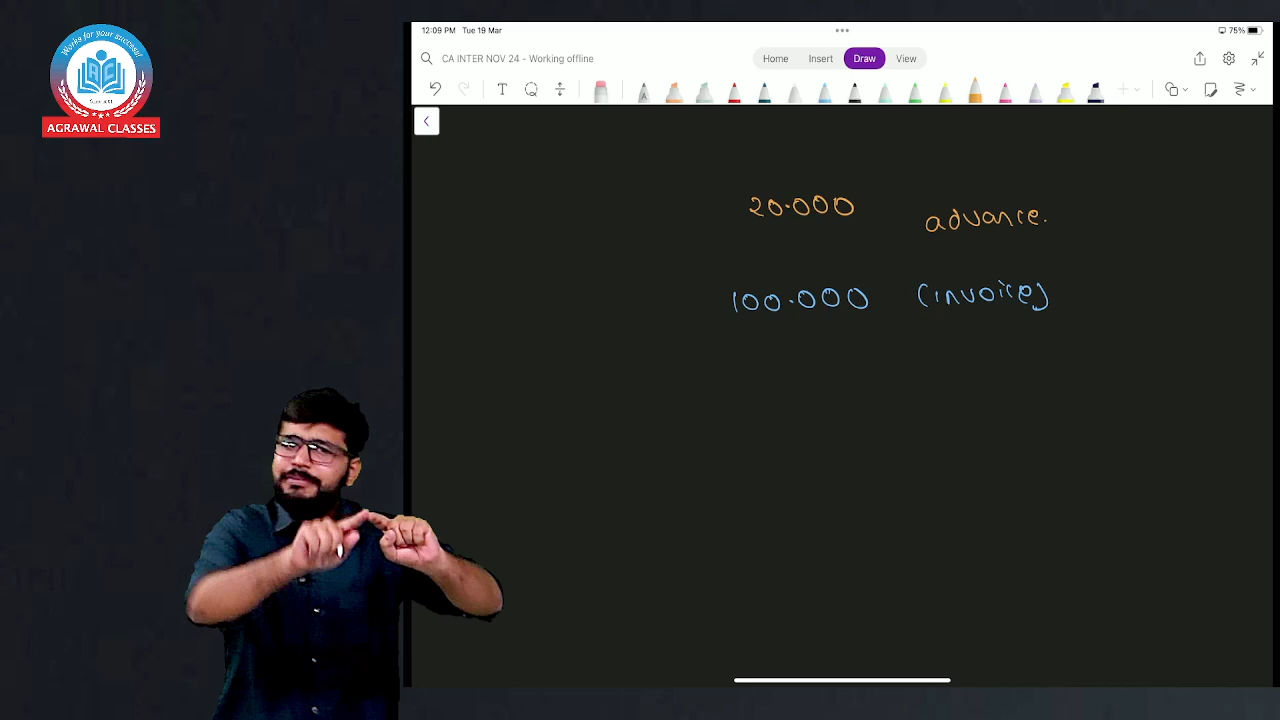 Works for your success!
AC
AGRAWAL CLASSES
12:09 PM Tue 19 Mar
75%
CA INTER NOV 24 - Working offline
Home Insert Draw View
20.000 advance.
100.000 (invoice)